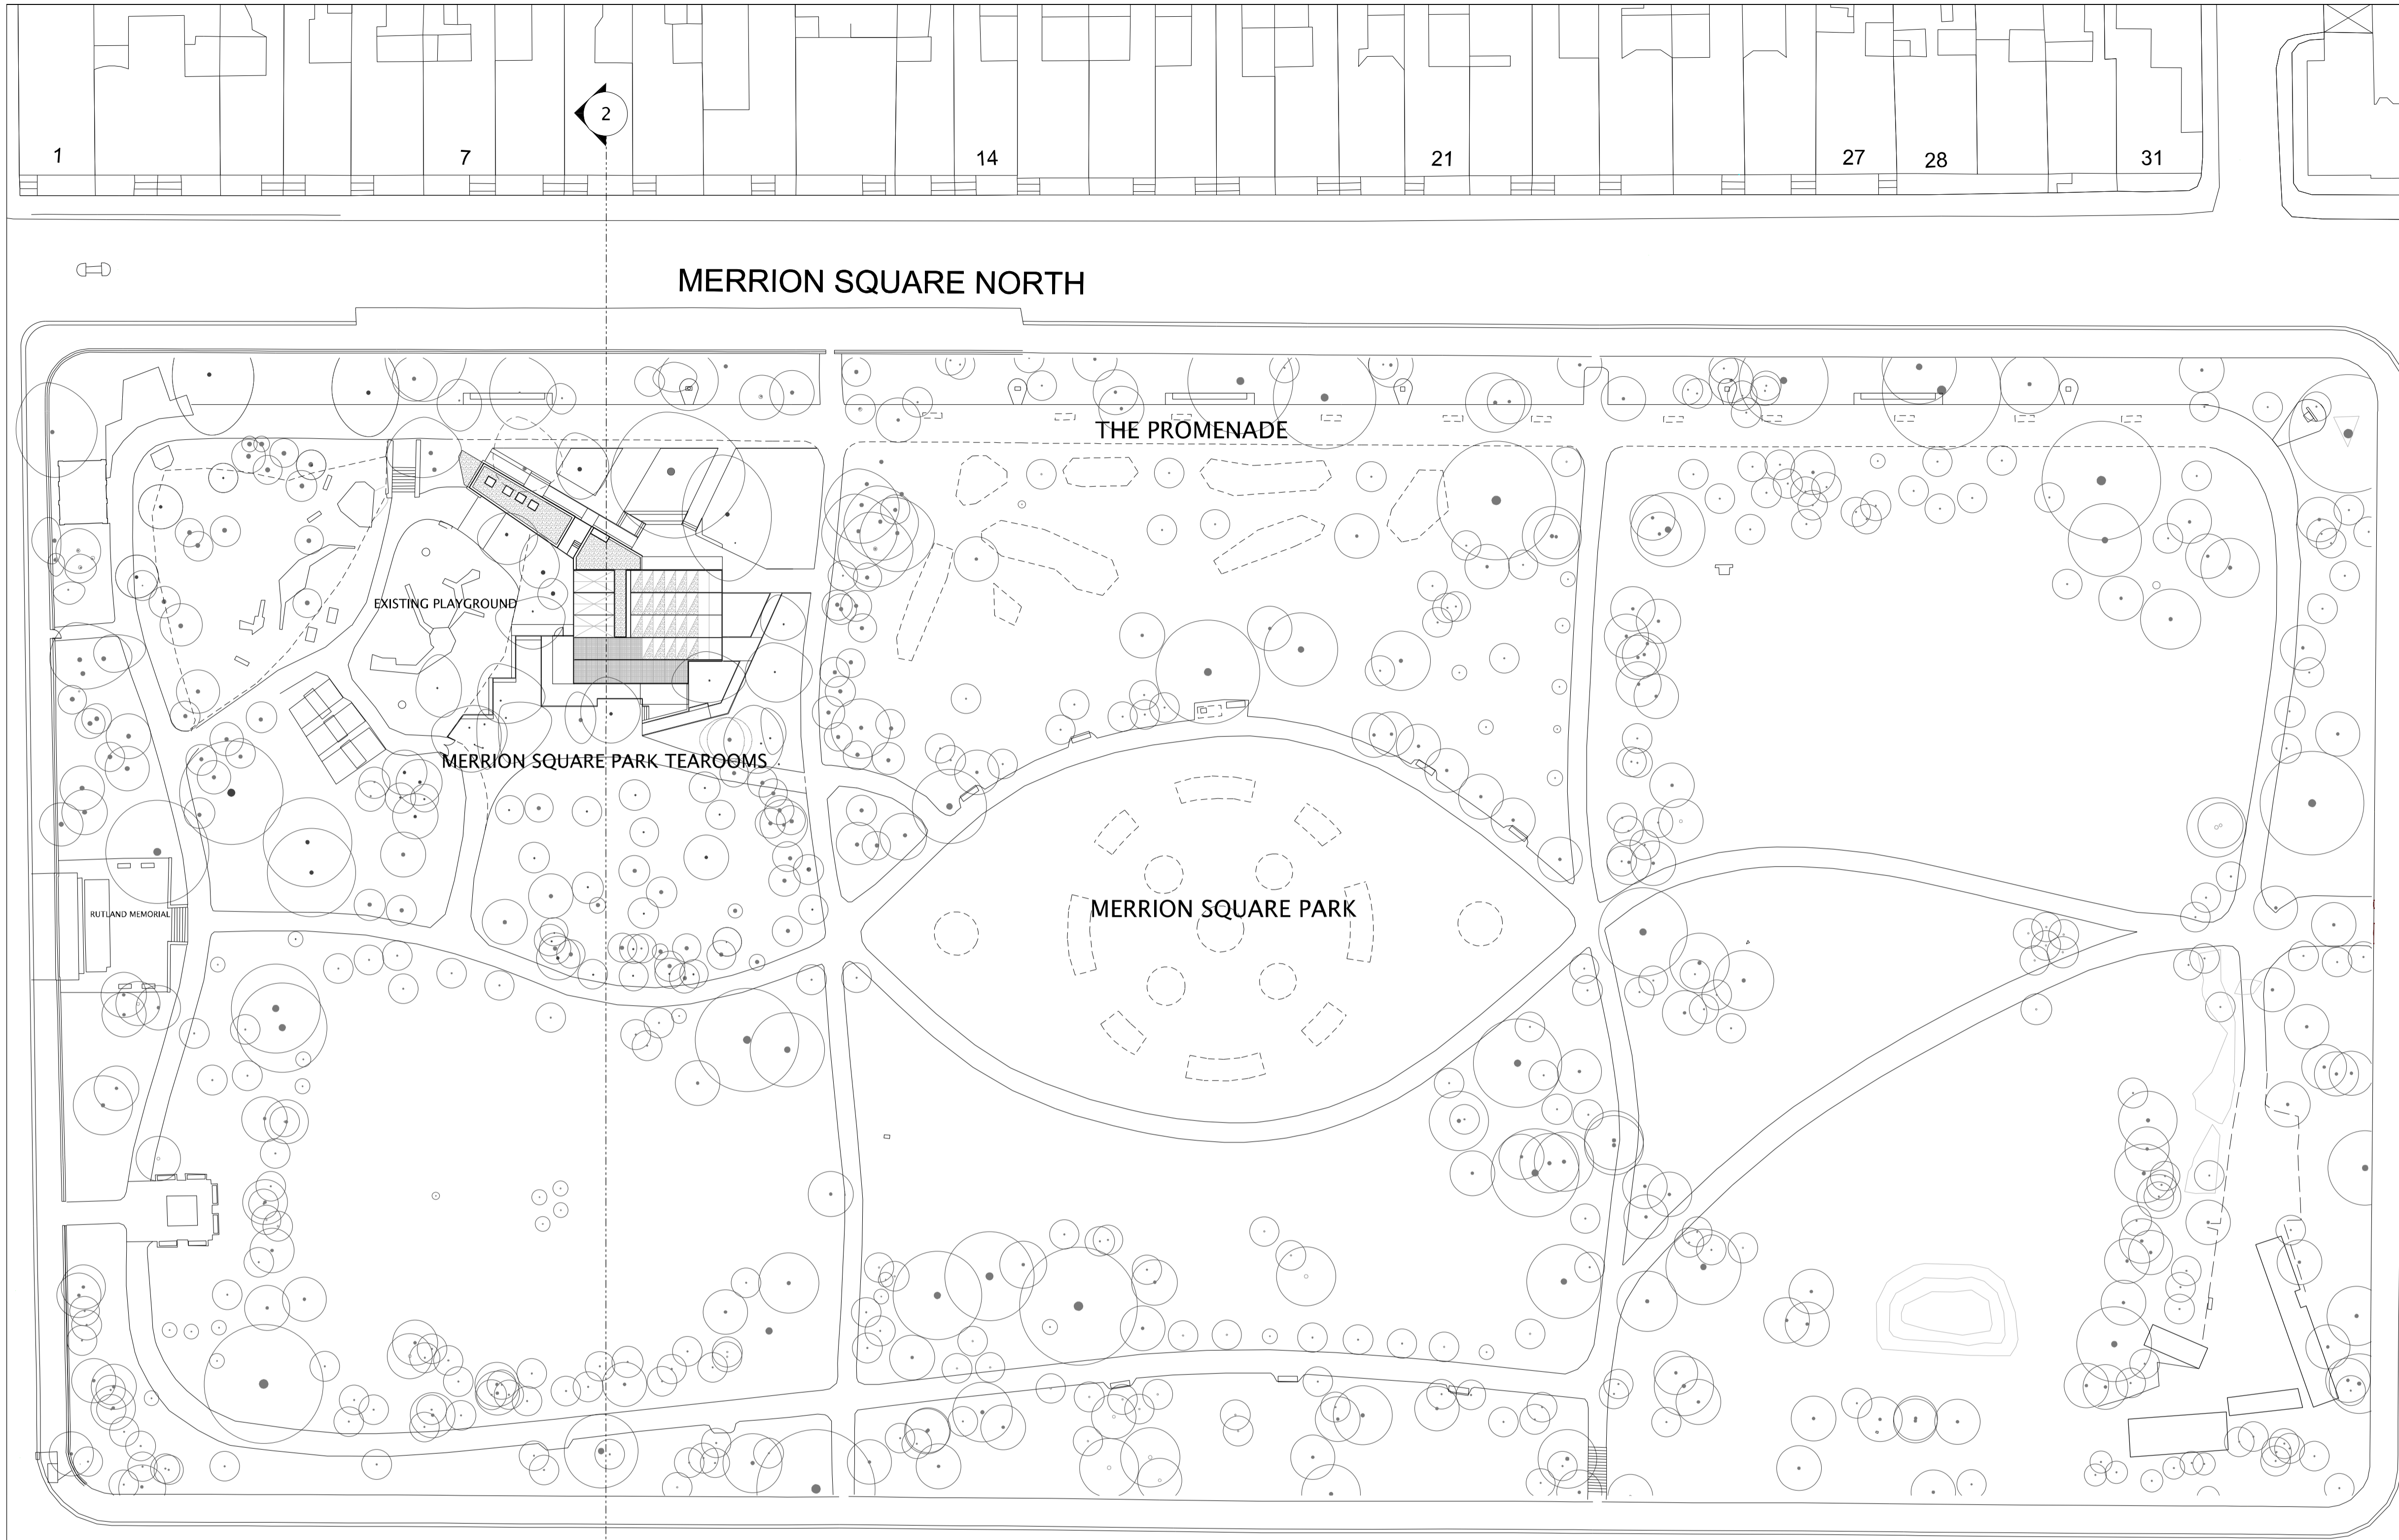 2
1
7
14
21
27
28
31
MERRION SQUARE NORTH
THE PROMENADE
EXISTING PLAYGROUND
MERRION SQUARE PARK TEAROOMS
MERRION SQUARE PARK
RUTLAND MEMORIAL